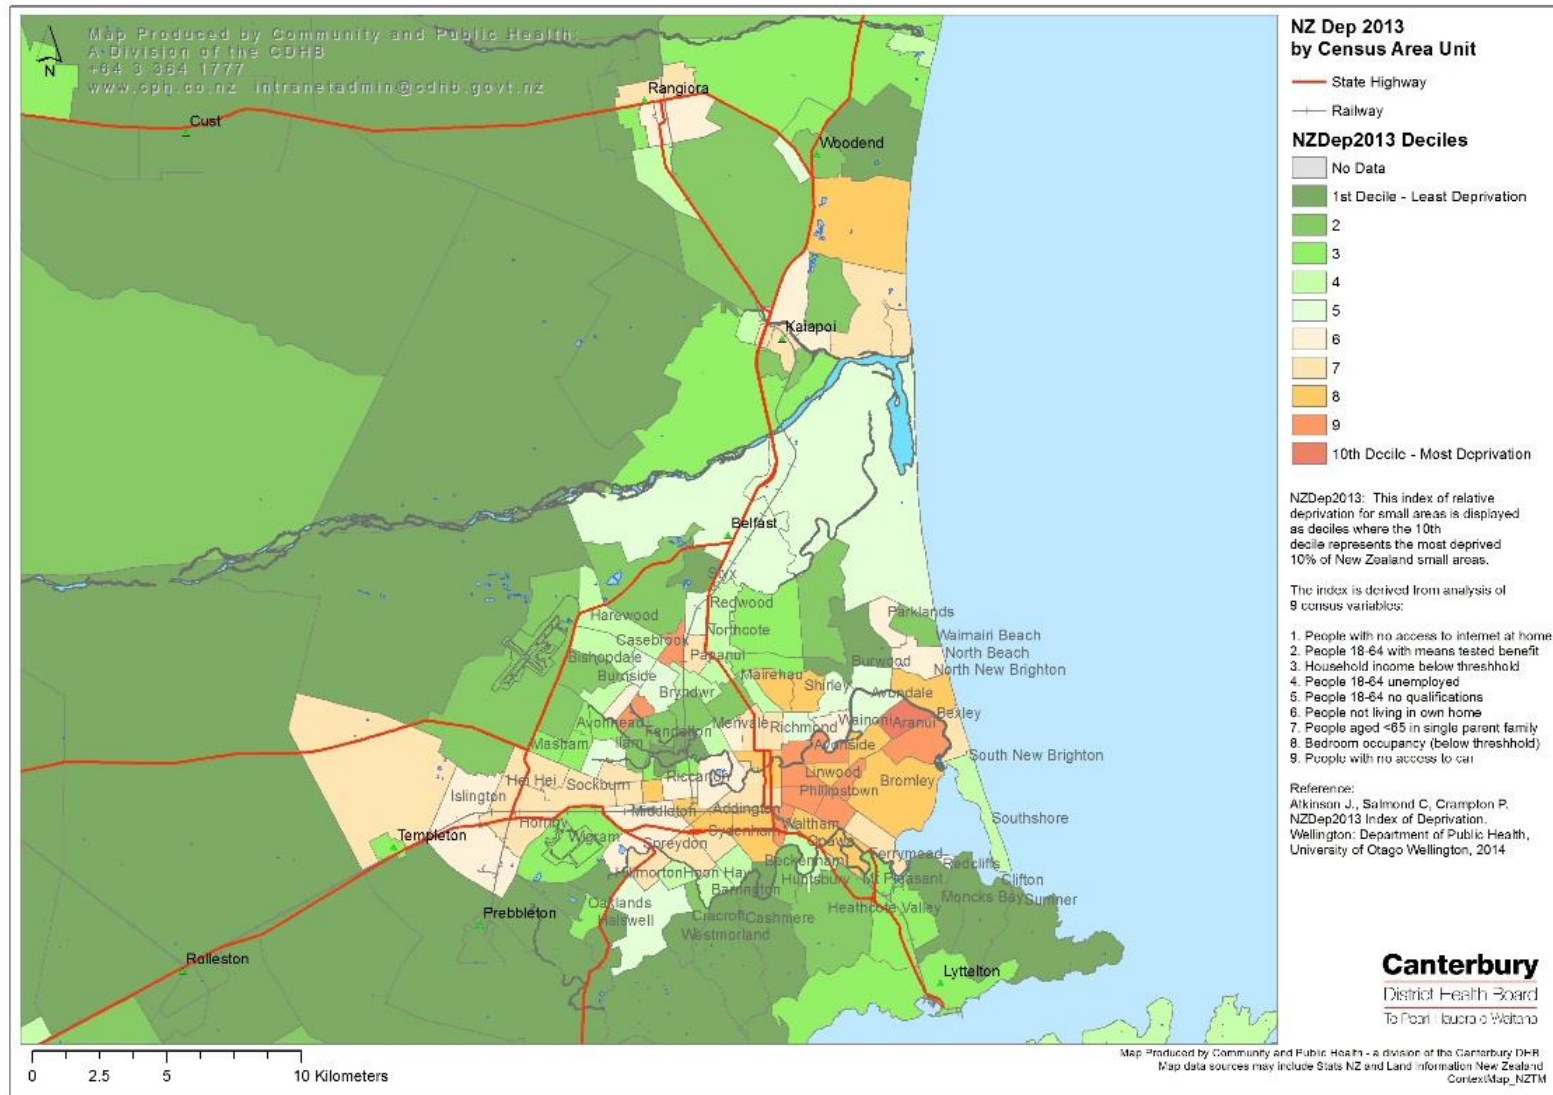 Map Produced by Community and Public Health:
A Division of the CDHB
+64 3 364 1777
www.cph.co.nz intranetadmin@cdhb.govt.nz
N
Rangiora
Cust
Woodend
Kaiapoi
Belfast
Styx
Redwood
Harewood
Parklands
Casebrook
Northcote
Waimairi Beach
Bishopdale
Papanui
North Beach
Burwood
North New Brighton
Burnside
Mairehau
Bryndwr
Shirley
Avondale
Bexley
Avonhead
Merivale
Richmond
Wainoni
Aranui
Fendalton
Masham
Ilam
Avonside
South New Brighton
Hei Hei
Sockburn
Riccarton
Linwood
Bromley
Islington
Phillipstown
Middleton
Addington
Southshore
Hornby
Waltham
Templeton
Wigram
Sydenham
Spreydon
Opawa
Ferrymead
Beckenham
Redcliffs
Hoon Hay
Huntsbury
Mt Pleasant
Clifton
Barrington
Moncks Bay
Sumner
Oaklands
Heathcote Valley
Prebbleton
Halswell
Cracroft
Cashmere
Westmorland
Rolleston
Lyttelton
0 2.5 5 10 Kilometers
NZ Dep 2013
by Census Area Unit
State Highway
Railway
NZDep2013 Deciles
No Data
1st Decile - Least Deprivation
2
3
4
5
6
7
8
9
10th Decile - Most Deprivation
NZDep2013: This index of relative
deprivation for small areas is displayed
as deciles where the 10th
decile represents the most deprived
10% of New Zealand small areas.
The index is derived from analysis of
9 census variables:
1. People with no access to internet at home
2. People 18-64 with means tested benefit
3. Household income below threshhold
4. People 18-64 unemployed
5. People 18-64 no qualifications
6. People not living in own home
7. People aged <65 in single parent family
8. Bedroom occupancy (below threshhold)
9. People with no access to car
Reference:
Atkinson J., Salmond C, Crampton P.
NZDep2013 Index of Deprivation.
Wellington: Department of Public Health,
University of Otago Wellington, 2014
Canterbury
District Health Board
Te Poari Hauora o Waitaha
Map Produced by Community and Public Health - a division of the Canterbury DHB
Map data sources may include Stats NZ and Land Information New Zealand
ContextMap_NZTM